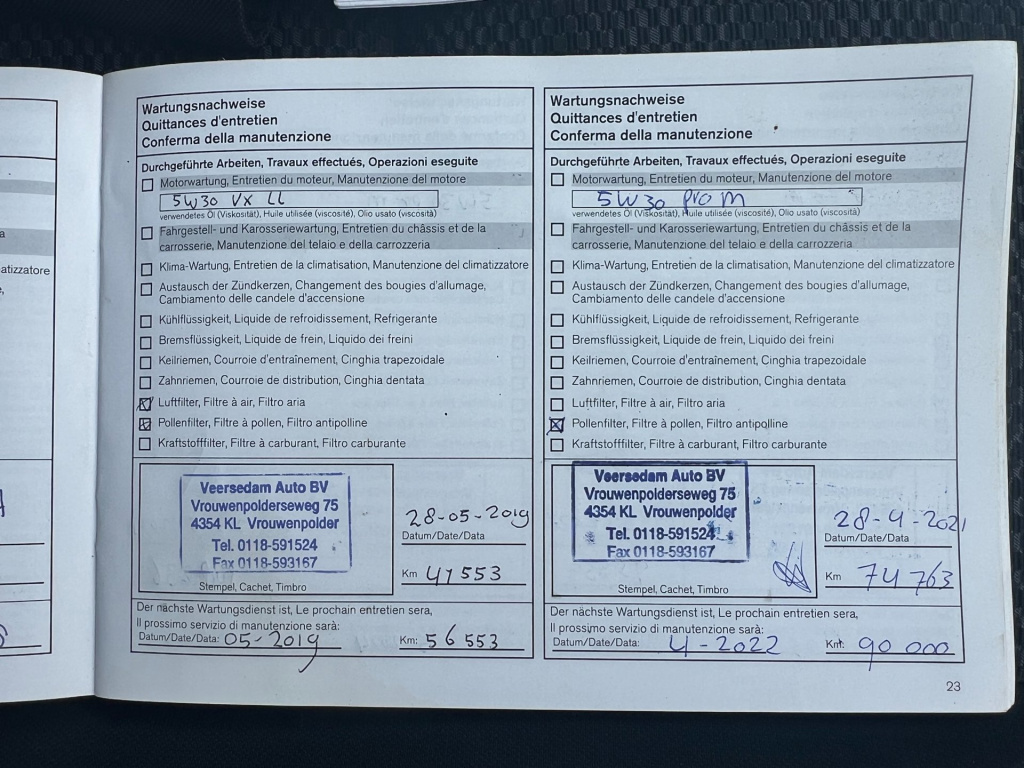 a
atizzatore
e,
Wartungsnachweise
Quittances d'entretien
Conferma della manutenzione
Durchgeführte Arbeiten, Travaux effectués, Operazioni eseguite
Motorwartung, Entretien du moteur, Manutenzione del motore
5W30 VX LL
verwendetes Öl (Viskosität), Huile utilisée (viscosité), Olio usato (viscosità)
Fahrgestell- und Karosseriewartung, Entretien du châssis et de la
carrosserie, Manutenzione del telaio e della carrozzeria
Klima-Wartung, Entretien de la climatisation, Manutenzione del climatizzatore
Austausch der Zündkerzen, Changement des bougies d'allumage,
Cambiamento delle candele d'accensione
Kühlflüssigkeit, Liquide de refroidissement, Refrigerante
Bremsflüssigkeit, Liquide de frein, Liquido dei freini
Keilriemen, Courroie d'entraînement, Cinghia trapezoidale
Zahnriemen, Courroie de distribution, Cinghia dentata
Luftfilter, Filtre à air, Filtro aria
Pollenfilter, Filtre à pollen, Filtro antipolline
Kraftstofffilter, Filtre à carburant, Filtro carburante
Veersedam Auto BV
Vrouwenpolderseweg 75
4354 KL Vrouwenpolder
Tel. 0118-591524
Fax 0118-593167
Stempel, Cachet, Timbro
28-05-2019
Datum/Date/Data
Km 41553
Der nächste Wartungsdienst ist, Le prochain entretien sera,
Il prossimo servizio di manutenzione sarà:
Datum/Date/Data: 05-2019 Km: 56553
Wartungsnachweise
Quittances d'entretien
Conferma della manutenzione
Durchgeführte Arbeiten, Travaux effectués, Operazioni eseguite
Motorwartung, Entretien du moteur, Manutenzione del motore
5W30 pro m
verwendetes Öl (Viskosität), Huile utilisée (viscosité), Olio usato (viscosità)
Fahrgestell- und Karosseriewartung, Entretien du châssis et de la
carrosserie, Manutenzione del telaio e della carrozzeria
Klima-Wartung, Entretien de la climatisation, Manutenzione del climatizzatore
Austausch der Zündkerzen, Changement des bougies d'allumage,
Cambiamento delle candele d'accensione
Kühlflüssigkeit, Liquide de refroidissement, Refrigerante
Bremsflüssigkeit, Liquide de frein, Liquido dei freini
Keilriemen, Courroie d'entraînement, Cinghia trapezoidale
Zahnriemen, Courroie de distribution, Cinghia dentata
Luftfilter, Filtre à air, Filtro aria
Pollenfilter, Filtre à pollen, Filtro antipolline
Kraftstofffilter, Filtre à carburant, Filtro carburante
Veersedam Auto BV
Vrouwenpolderseweg 75
4354 KL Vrouwenpolder
Tel. 0118-591524
Fax 0118-593167
Stempel, Cachet, Timbro
28-4-2021
Datum/Date/Data
Km 74763
Der nächste Wartungsdienst ist, Le prochain entretien sera,
Il prossimo servizio di manutenzione sarà:
Datum/Date/Data: 4-2022 Km: 90 000
23